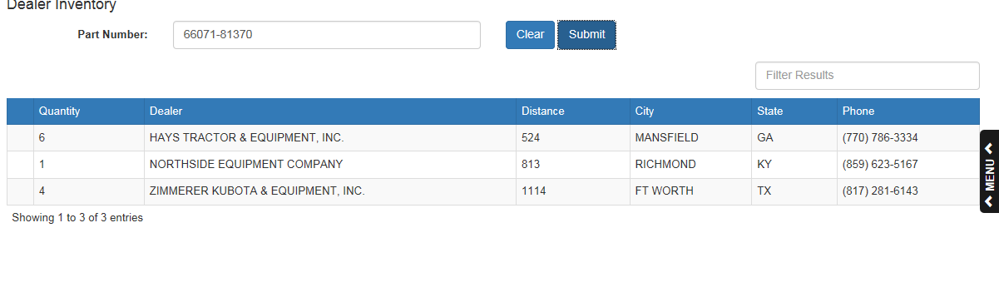 Dealer Inventory
Part Number: 66071-81370 Clear Submit
Filter Results
Quantity Dealer Distance City State Phone
6 HAYS TRACTOR & EQUIPMENT, INC. 524 MANSFIELD GA (770) 786-3334
1 NORTHSIDE EQUIPMENT COMPANY 813 RICHMOND KY (859) 623-5167
4 ZIMMERER KUBOTA & EQUIPMENT, INC. 1114 FT WORTH TX (817) 281-6143
MENU
Showing 1 to 3 of 3 entries